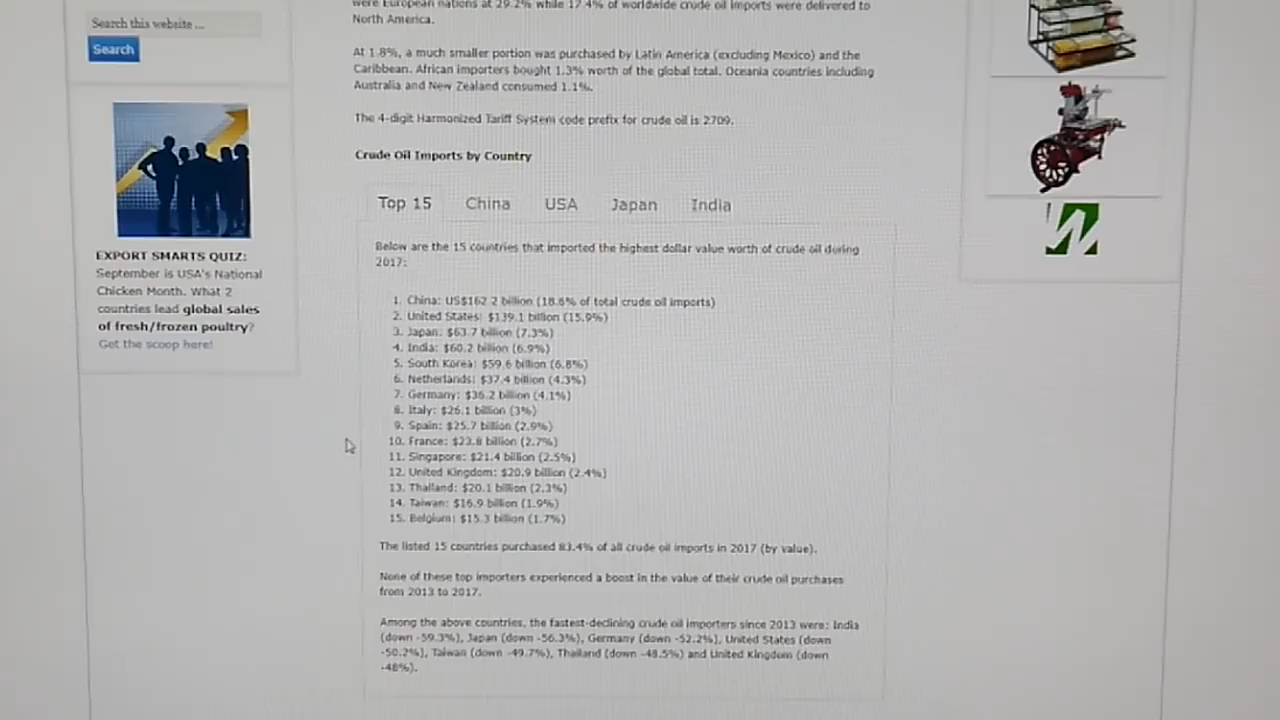 were European nations at 29.2% while 17.4% of worldwide crude oil imports were delivered to
North America.
At 1.8%, a much smaller portion was purchased by Latin America (excluding Mexico) and the
Caribbean. African importers bought 1.3% worth of the global total. Oceania countries including
Australia and New Zealand consumed 1.1%.
The 4-digit Harmonized Tariff System code prefix for crude oil is 2709.
Crude Oil Imports by Country
Top 15 China USA Japan India
Below are the 15 countries that imported the highest dollar value worth of crude oil during
2017:
1. China: US$162.2 billion (18.6% of total crude oil imports)
2. United States: $139.1 billion (15.9%)
3. Japan: $63.7 billion (7.3%)
4. India: $60.2 billion (6.9%)
5. South Korea: $59.6 billion (6.8%)
6. Netherlands: $37.4 billion (4.3%)
7. Germany: $36.2 billion (4.1%)
8. Italy: $26.1 billion (3%)
9. Spain: $25.7 billion (2.9%)
10. France: $23.8 billion (2.7%)
11. Singapore: $21.4 billion (2.5%)
12. United Kingdom: $20.9 billion (2.4%)
13. Thailand: $20.1 billion (2.3%)
14. Taiwan: $16.9 billion (1.9%)
15. Belgium: $15.3 billion (1.7%)
The listed 15 countries purchased 83.4% of all crude oil imports in 2017 (by value).
None of these top importers experienced a boost in the value of their crude oil purchases
from 2013 to 2017.
Among the above countries, the fastest-declining crude oil importers since 2013 were: India
(down -59.3%), Japan (down -56.3%), Germany (down -52.2%), United States (down
-50.2%), Taiwan (down -49.7%), Thailand (down -48.5%) and United Kingdom (down
-48%).
Search this website ...
Search
EXPORT SMARTS QUIZ:
September is USA's National
Chicken Month. What 2
countries lead global sales
of fresh/frozen poultry?
Get the scoop here!